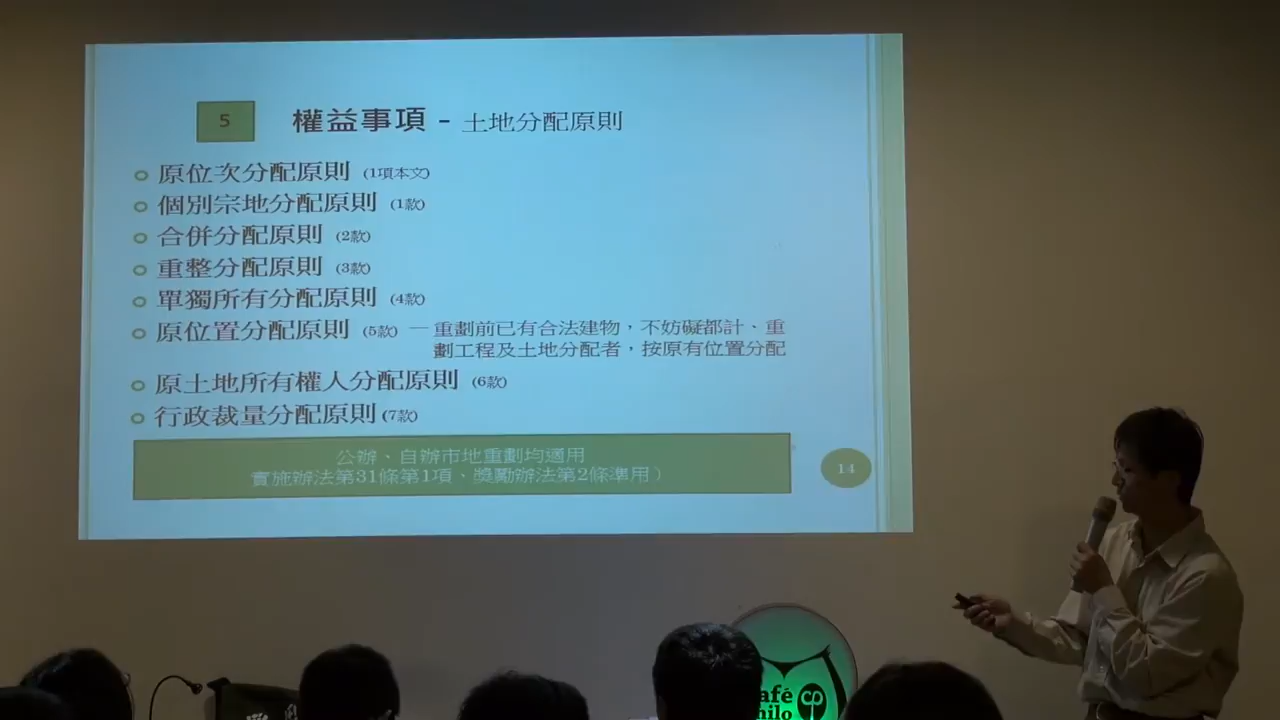 5 權益事項 - 土地分配原則
原位次分配原則 (1項本文)
個別宗地分配原則 (1款)
合併分配原則 (2款)
重整分配原則 (3款)
單獨所有分配原則 (4款)
原位置分配原則 (5款) — 重劃前已有合法建物，不妨礙都計、重
劃工程及土地分配者，按原有位置分配
原土地所有權人分配原則 (6款)
行政裁量分配原則(7款)
公辦、自辦市地重劃均適用
實施辦法第31條第1項、獎勵辦法第2條準用）
14
afé
hilo